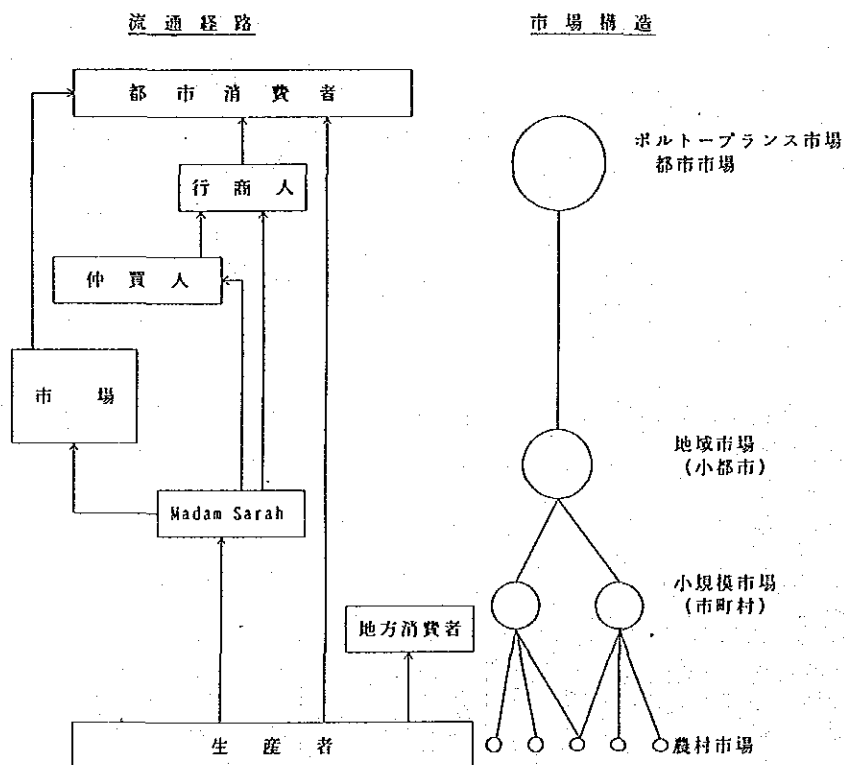 流通経路
都市消費者
行商人
仲買人
市場
Madam Sarah
地方消費者
生産者
市場構造
ポルトープランス市場
都市市場
地域市場
(小都市)
小規模市場
(市町村)
農村市場